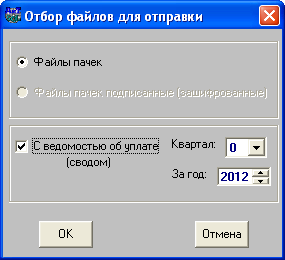 Отбор файлов для отправки
Файлы пачек
Файлы пачек подписанные (зашифрованные)
С ведомостью об уплате
(сводом)
Квартал: 0
За год: 2012
ОК
Отмена